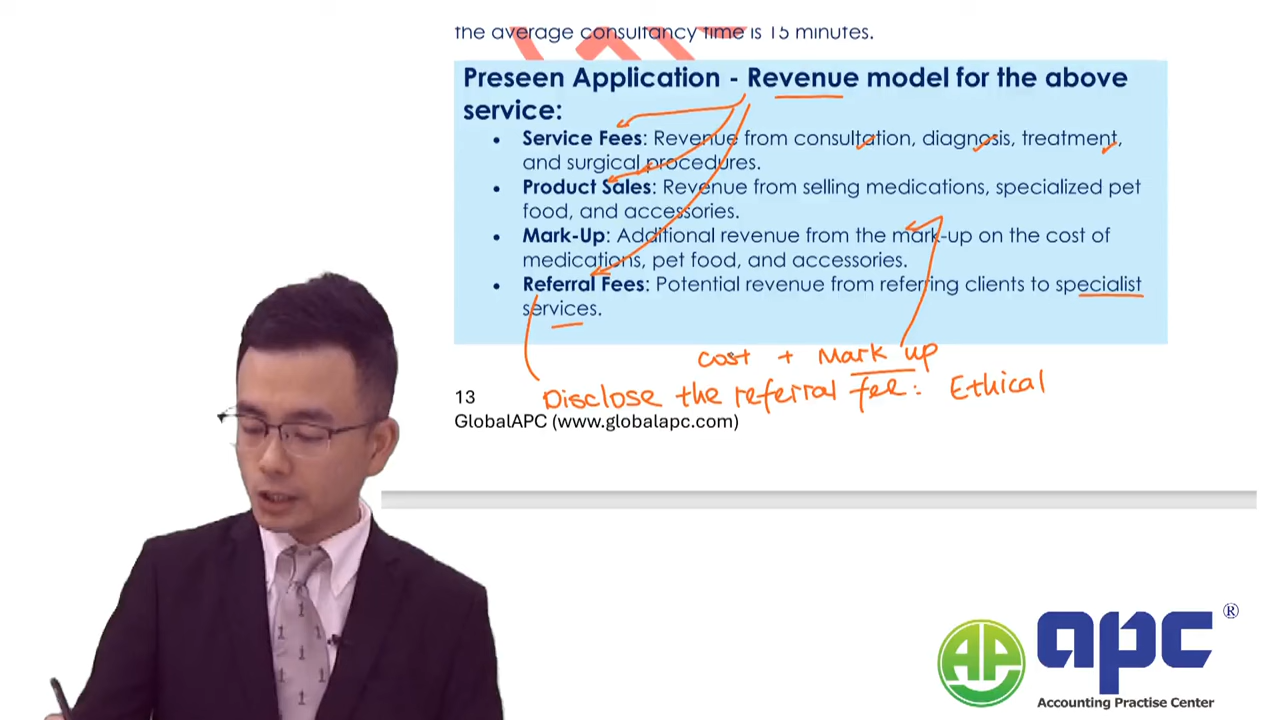 the average consultancy time is 15 minutes.
Preseen Application - Revenue model for the above
service:
• Service Fees: Revenue from consultation, diagnosis, treatment,
and surgical procedures.
• Product Sales: Revenue from selling medications, specialized pet
food, and accessories.
• Mark-Up: Additional revenue from the mark-up on the cost of
medications, pet food, and accessories.
• Referral Fees: Potential revenue from referring clients to specialist
services.
cost + Mark up
Disclose the referral fee: Ethical
13
GlobalAPC (www.globalapc.com)
AP
apc®
Accounting Practise Center